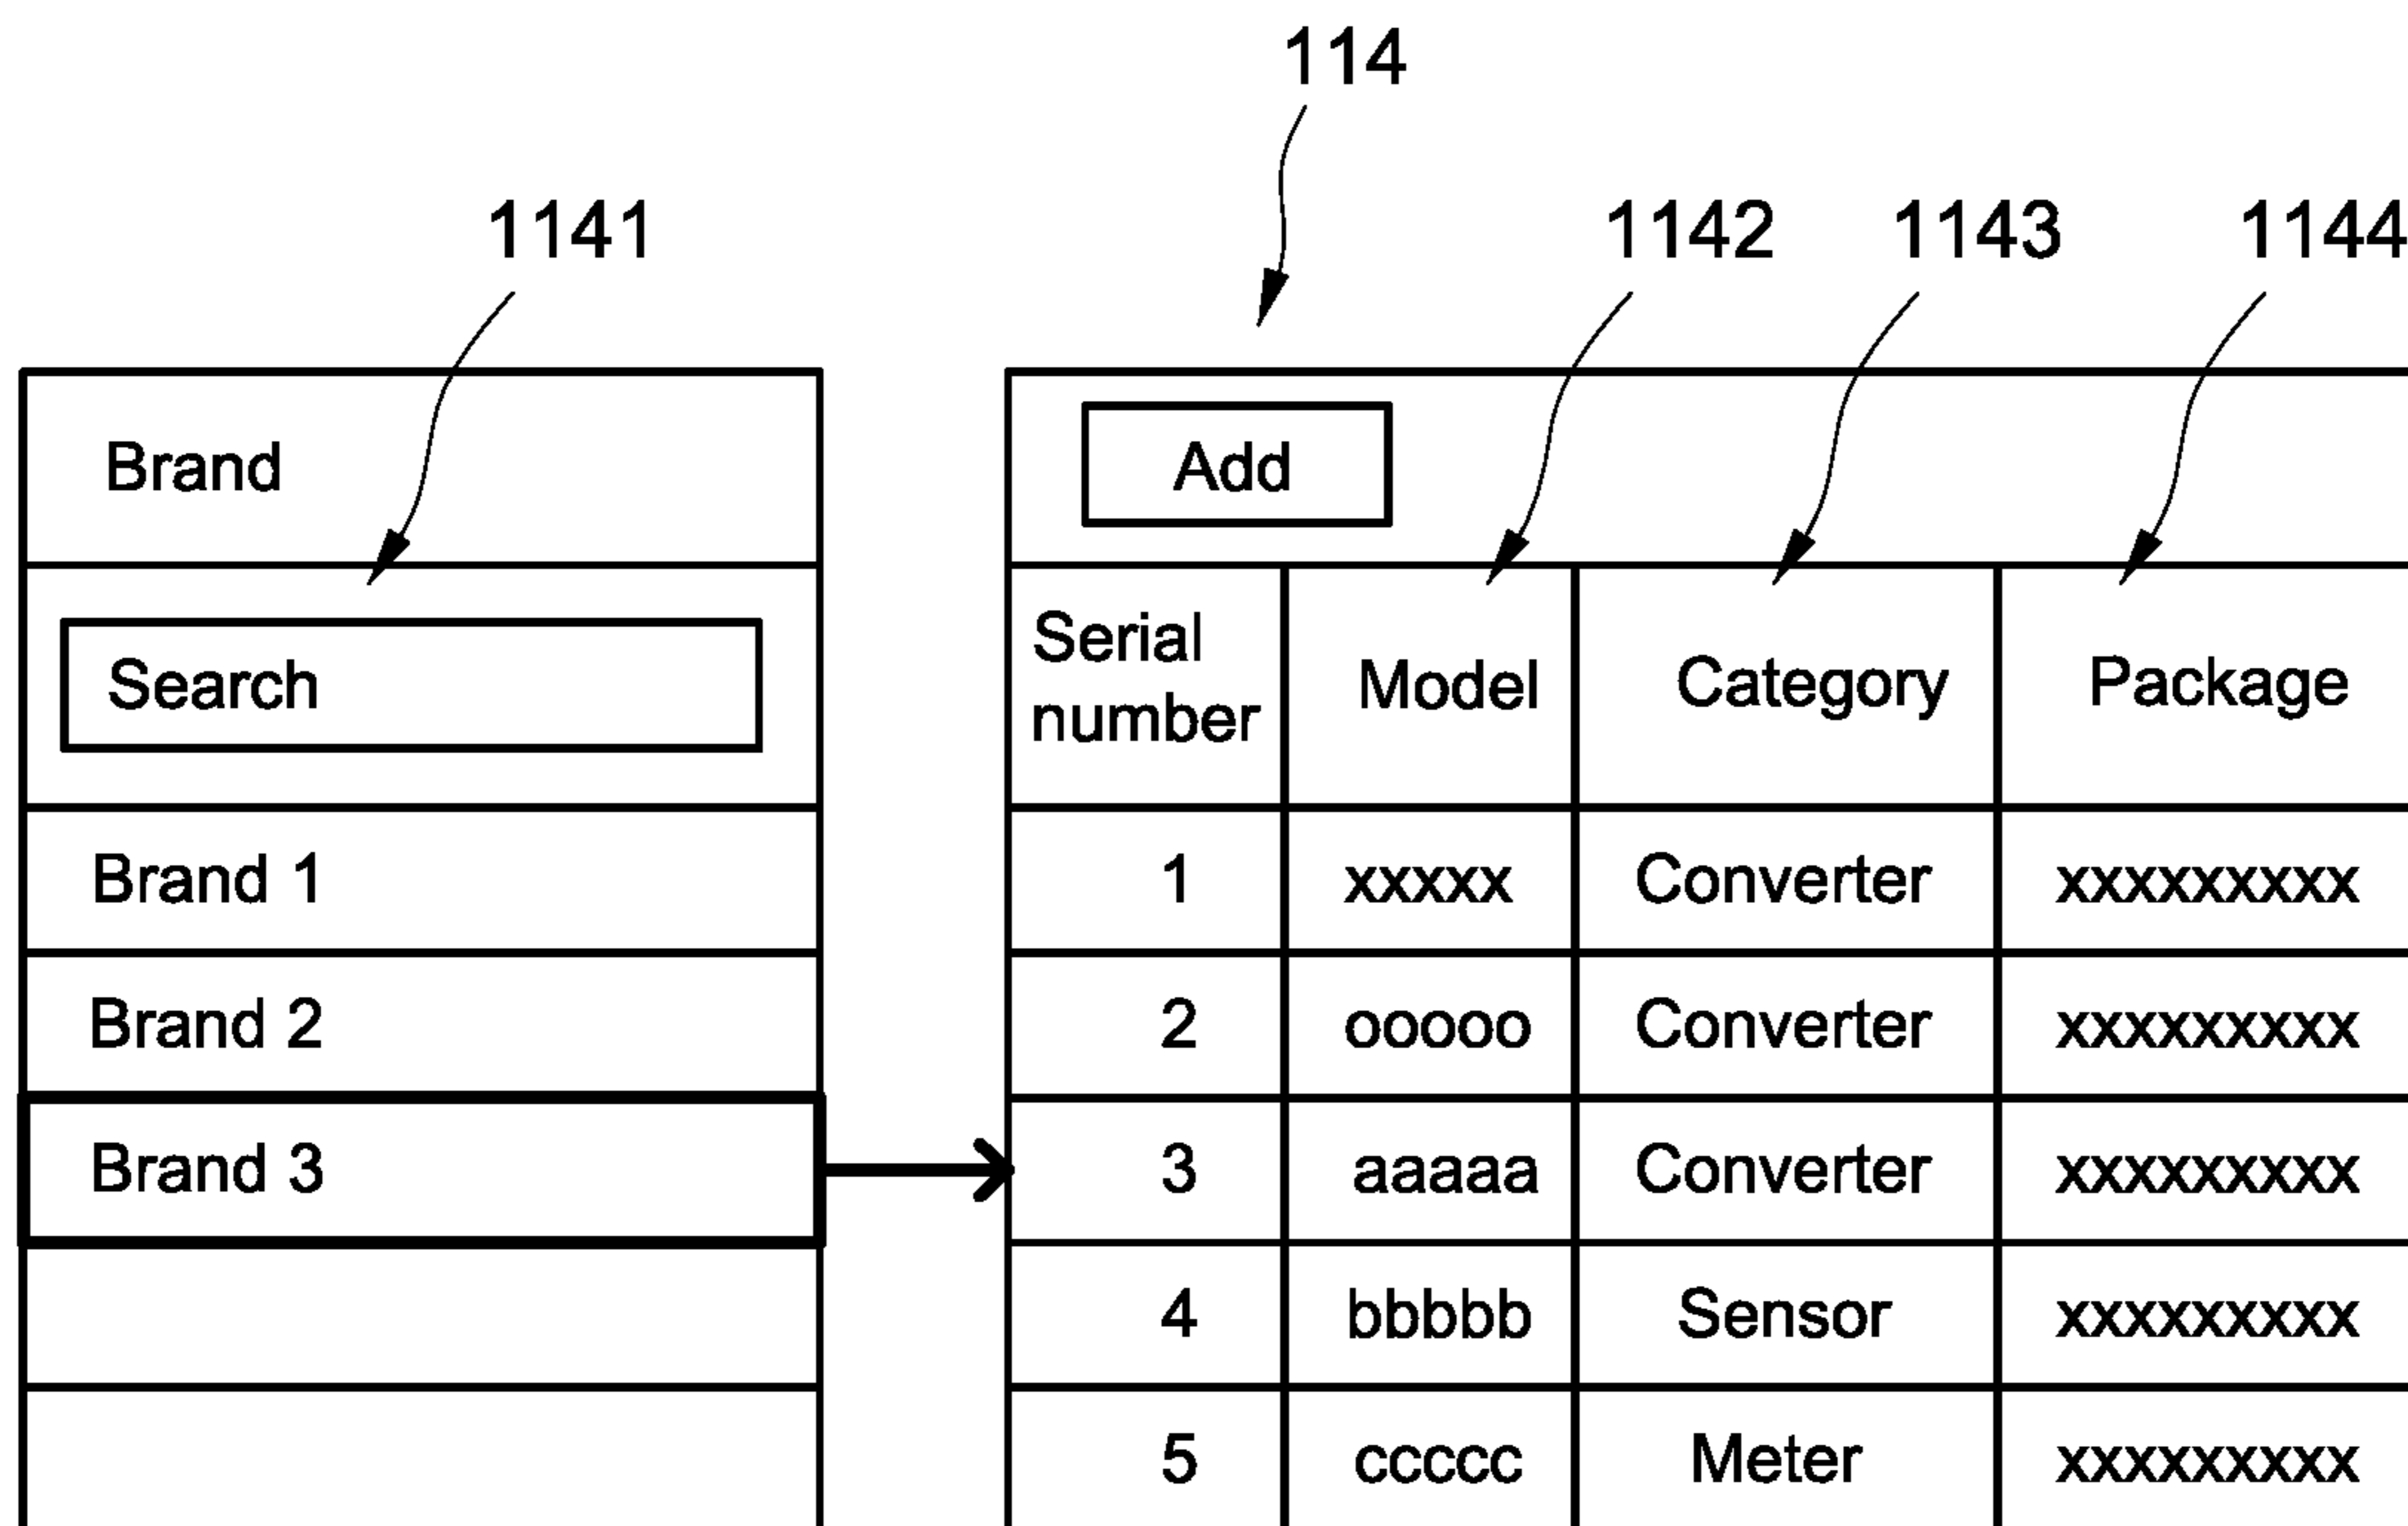 114
1141
1142 1143 1144
Brand
Add
Search
Serial
number
Model Category Package
Brand 1
1 xxxxx Converter xxxxxxxxx
Brand 2
2 ooooo Converter xxxxxxxxx
Brand 3
3 aaaaa Converter xxxxxxxxx
4 bbbbb Sensor xxxxxxxxx
5 ccccc Meter xxxxxxxxx